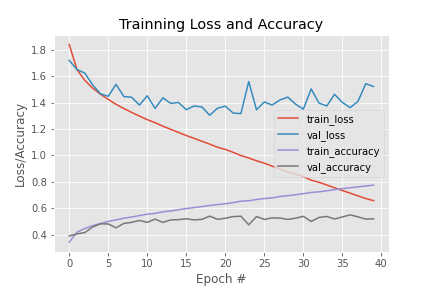 Trainning Loss and Accuracy
Loss/Accuracy
1.8
1.6
1.4
1.2
1.0
0.8
0.6
0.4
train_loss
val_loss
train_accuracy
val_accuracy
0 5 10 15 20 25 30 35 40
Epoch #